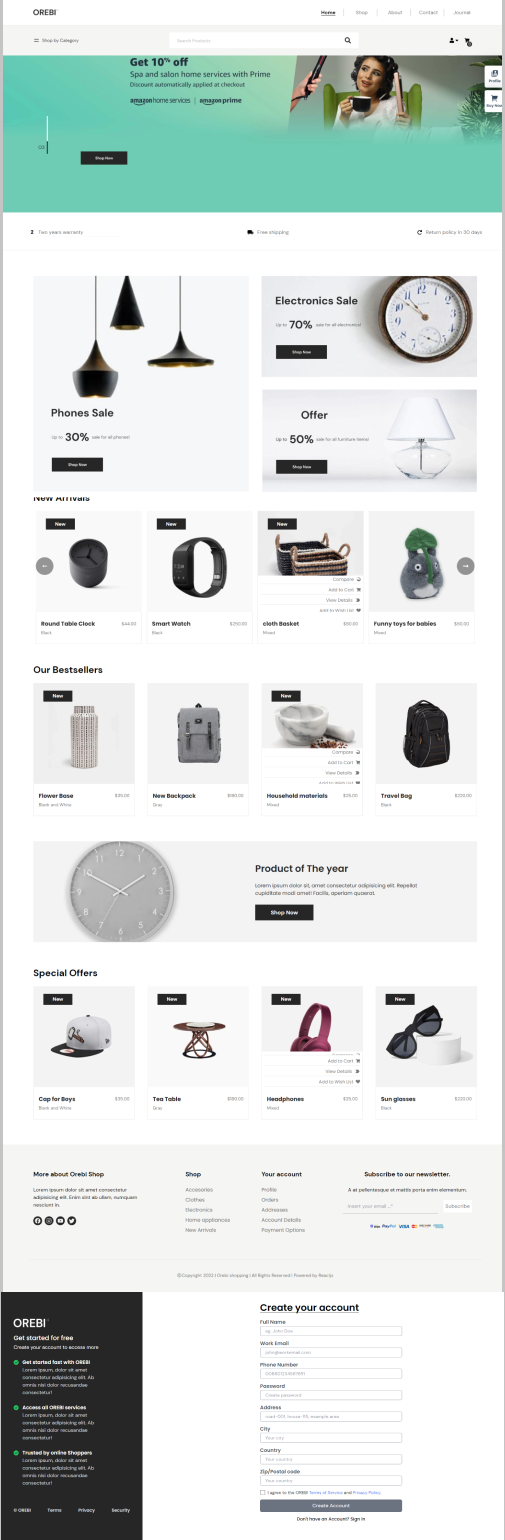 OREBI
Home
Shop
About
Contact
Journal
Shop by Category
Search Products
Profile
Buy Now
Get 10% off
Spa and salon home services with Prime
Discount automatically applied at checkout
amazon home services | amazon prime
Shop Now
2 Two years warranty
Free shipping
Return policy in 30 days
Phones Sale
Up to 30% sale for all phones!
Shop Now
Electronics Sale
Up to 70% sale for all electronics!
Shop Now
Offer
Up to 50% sale for all furniture items!
Shop Now
New Arrivals
New
Round Table Clock $44.00
Black
New
Smart Watch $250.00
Black
New
Compare
Add to Cart
View Details
Add to Wish List
cloth Basket $80.00
Mixed
Funny toys for babies $60.00
Mixed
Our Bestsellers
New
Flower Base $35.00
Black and White
New Backpack $180.00
Gray
New
Compare
Add to Cart
View Details
Add to Wish List
Household materials $25.00
Mixed
Travel Bag $220.00
Black
Product of The year
Lorem ipsum dolor sit, amet consectetur adipisicing elit. Repellat
cupiditate modi amet! Facilis, aperiam quaerat.
Shop Now
Special Offers
New
Cap for Boys $35.00
Black and White
New
Tea Table $180.00
Gray
New
Add to Cart
View Details
Add to Wish List
Headphones $25.00
Mixed
New
Sun glasses $220.00
Black
More about Orebi Shop
Lorem ipsum dolor sit amet consectetur
adipisicing elit. Enim sint ab ullam, numquam
nesciunt in.
Shop
Accesories
Clothes
Electronics
Home appliances
New Arrivals
Your account
Profile
Orders
Addresses
Account Details
Payment Options
Subscribe to our newsletter.
A at pellentesque et mattis porta enim elementum.
Insert your email ...*
Subscribe
PayPal VISA
OREBI
Get started for free
Create your account to access more
Get started fast with OREBI
Lorem ipsum, dolor sit amet
consectetur adipisicing elit. Ab
omnis nisi dolor recusandae
consectetur!
Access all OREBI services
Lorem ipsum, dolor sit amet
consectetur adipisicing elit. Ab
omnis nisi dolor recusandae
consectetur!
Trusted by online Shoppers
Lorem ipsum, dolor sit amet
consectetur adipisicing elit. Ab
omnis nisi dolor recusandae
consectetur!
© OREBI
Terms
Privacy
Security
Create your account
Full Name
eg. John Doe
Work Email
john@workemail.com
Phone Number
Password
Create password
Address
road-001, house-115, example area
City
Your city
Country
Your country
Zip/Postal code
Your country
I agree to the OREBI Terms of Service and Privacy Policy.
Create Account
Don't have an Account? Sign in